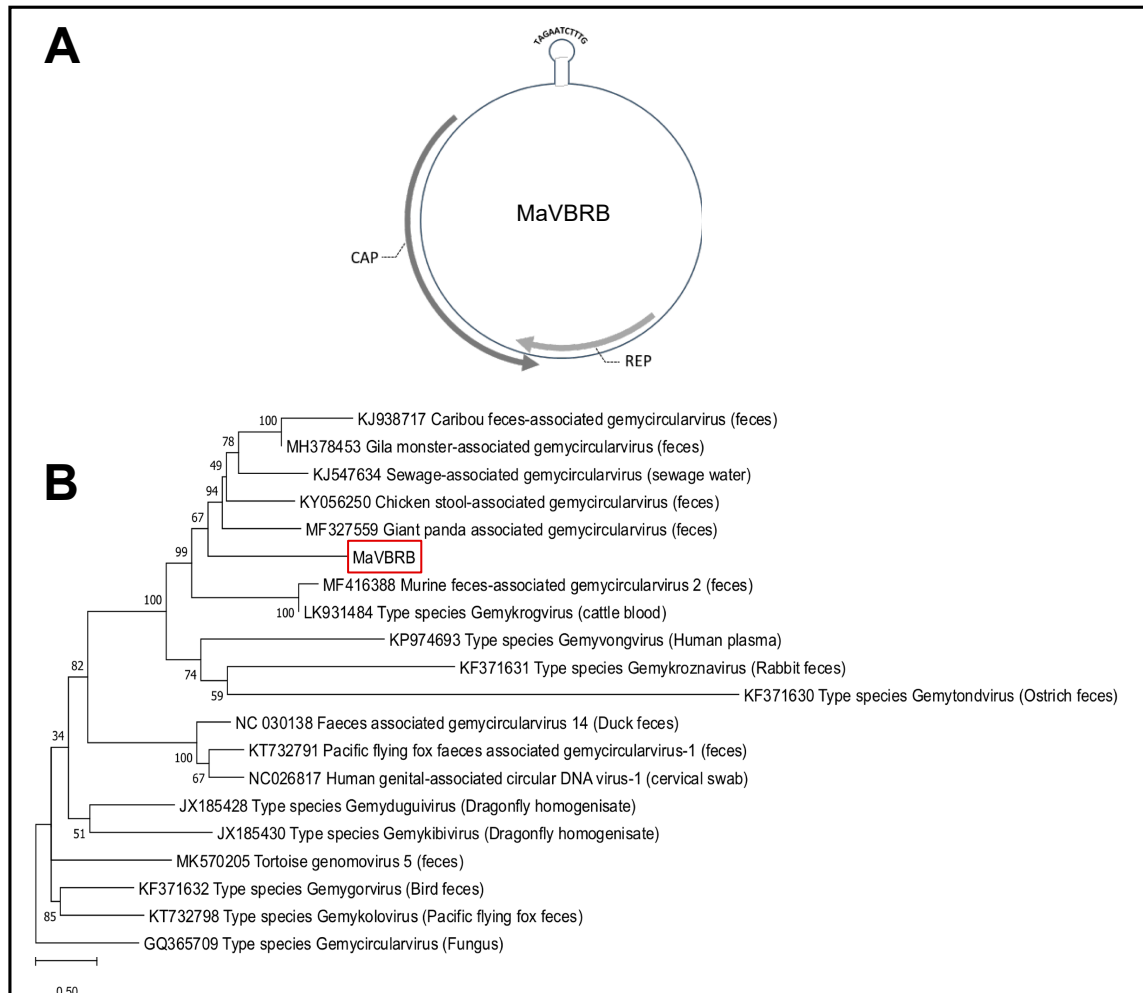 A
TAGAATCTTTG
MaVBRB
CAP
REP
B
100
KJ938717 Caribou feces-associated gemycircularvirus (feces)
78
MH378453 Gila monster-associated gemycircularvirus (feces)
49
KJ547634 Sewage-associated gemycircularvirus (sewage water)
94
KY056250 Chicken stool-associated gemycircularvirus (feces)
67
MF327559 Giant panda associated gemycircularvirus (feces)
99
MaVBRB
MF416388 Murine feces-associated gemycircularvirus 2 (feces)
100
100
LK931484 Type species Gemykrogvirus (cattle blood)
KP974693 Type species Gemyvongvirus (Human plasma)
82
74
KF371631 Type species Gemykroznavirus (Rabbit feces)
59
KF371630 Type species Gemytondvirus (Ostrich feces)
NC 030138 Faeces associated gemycircularvirus 14 (Duck feces)
34
100
KT732791 Pacific flying fox faeces associated gemycircularvirus-1 (feces)
67
NC026817 Human genital-associated circular DNA virus-1 (cervical swab)
JX185428 Type species Gemyduguivirus (Dragonfly homogenisate)
51
JX185430 Type species Gemykibivirus (Dragonfly homogenisate)
MK570205 Tortoise genomovirus 5 (feces)
KF371632 Type species Gemygorvirus (Bird feces)
85
KT732798 Type species Gemykolovirus (Pacific flying fox feces)
GQ365709 Type species Gemycircularvirus (Fungus)
0.50